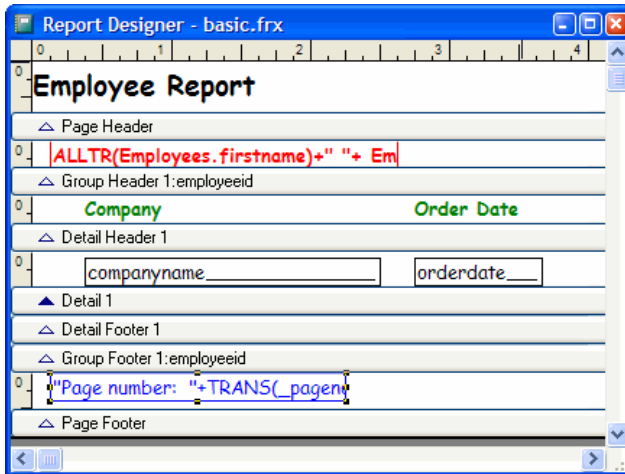 Report Designer - basic.frx
0 1 2 3 4
0
Employee Report
Page Header
0
ALLTR(Employees.firstname)+" "+ Em
Group Header 1:employeeid
0
Company Order Date
Detail Header 1
0
companyname orderdate
Detail 1
Detail Footer 1
Group Footer 1:employeeid
0
"Page number: "+TRANS(_pagen
Page Footer